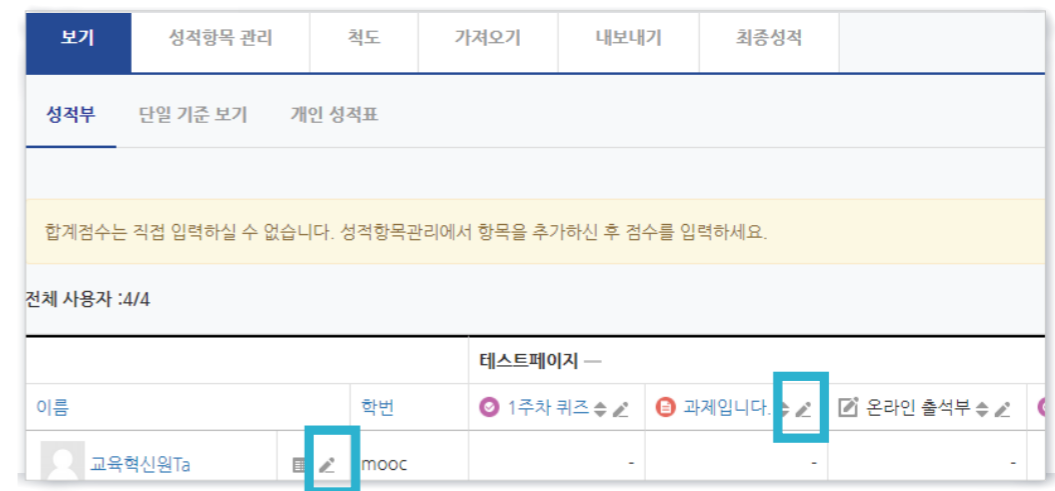 보기 성적항목 관리 척도 가져오기 내보내기 최종성적
성적부 단일 기준 보기 개인 성적표
합계점수는 직접 입력하실 수 없습니다. 성적항목관리에서 항목을 추가하신 후 점수를 입력하세요.
전체 사용자 :4/4
테스트페이지 —
이름 학번 1주차 퀴즈 과제입니다. 온라인 출석부
교육혁신원Ta mooc - - -